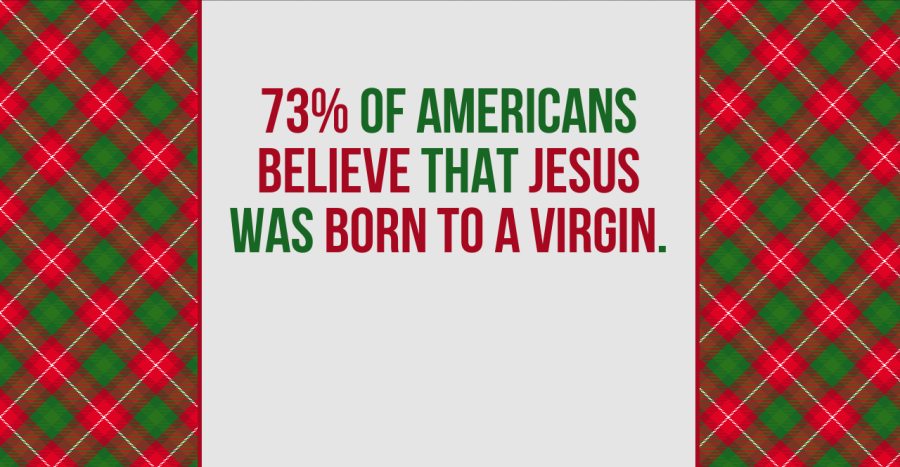 73% OF AMERICANS
BELIEVE THAT JESUS
WAS BORN TO A VIRGIN.